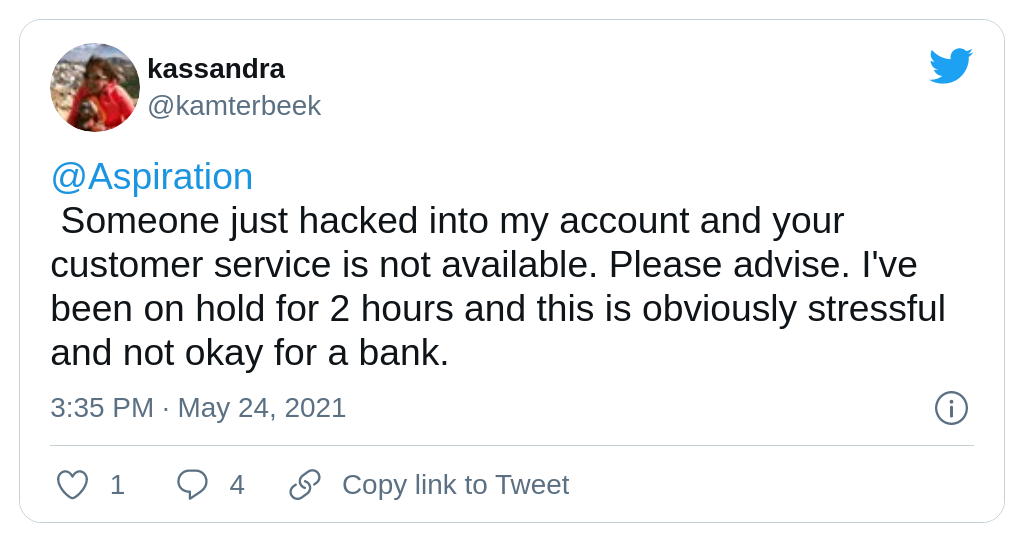 kassandra
@kamterbeek
@Aspiration
Someone just hacked into my account and your
customer service is not available. Please advise. I've
been on hold for 2 hours and this is obviously stressful
and not okay for a bank.
3:35 PM · May 24, 2021
1 4 Copy link to Tweet